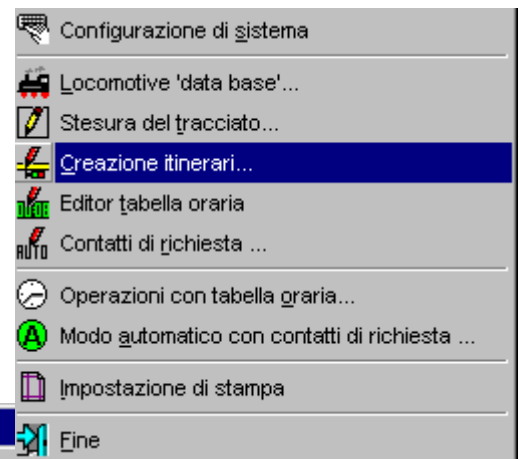 Configurazione di sistema
Locomotive 'data base'...
Stesura del tracciato...
Creazione itinerari...
Editor tabella oraria
AUTO Contatti di richiesta ...
Operazioni con tabella oraria...
A Modo automatico con contatti di richiesta ...
Impostazione di stampa
Fine